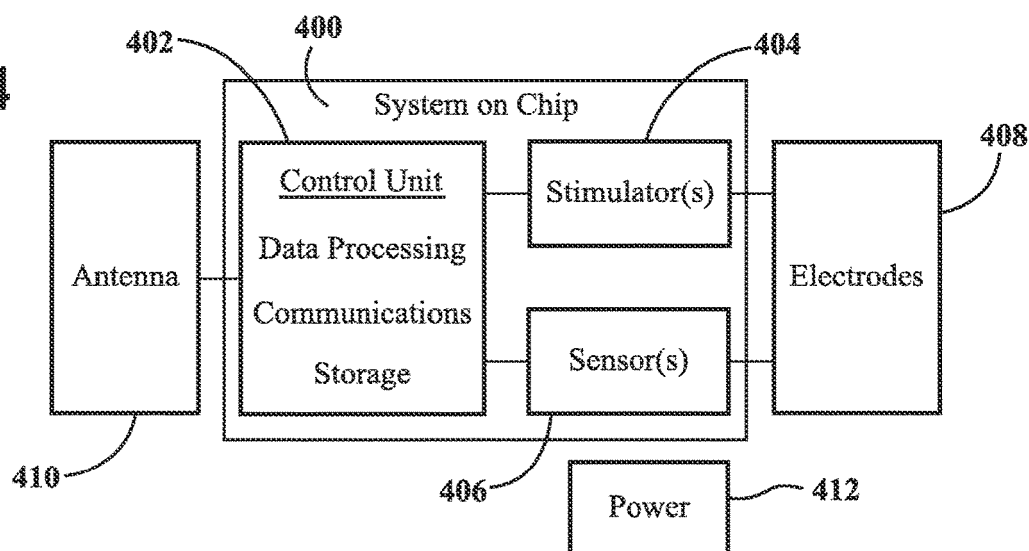 402
400
404
4
System on Chip
408
Control Unit
Stimulator(s)
Data Processing
Antenna
Electrodes
Communications
Sensor(s)
Storage
410
406
412
Power